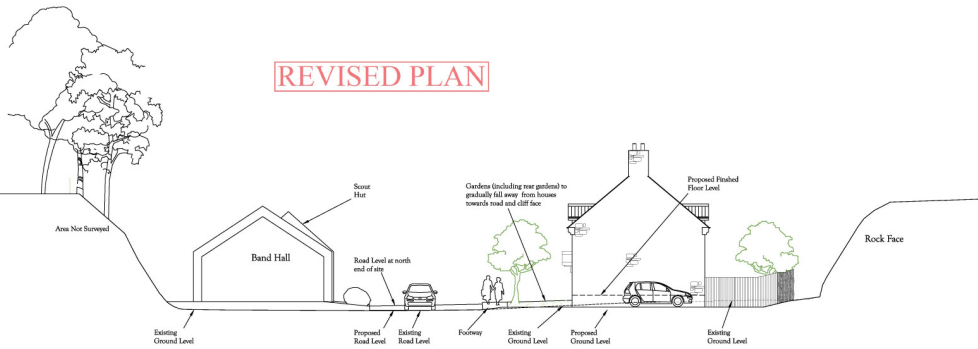 REVISED PLAN
Scout
Hut
Gardens (including rear gardens) to
gradually fall away from houses
towards road and cliff face
Proposed Finshed
Floor Level
Area Not Surveyed
Band Hall
Road Level at north
end of site
Rock Face
Existing
Ground Level
Proposed
Road Level
Existing
Road Level
Footway
Existing
Ground Level
Proposed
Ground Level
Existing
Ground Level